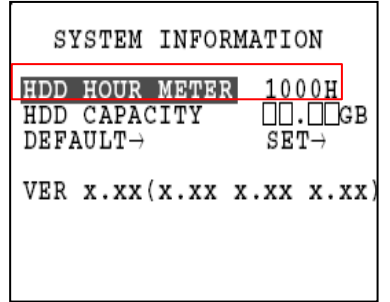 SYSTEM INFORMATION
HDD HOUR METER 1000H
HDD CAPACITY □□.□□GB
DEFAULT→ SET→
VER x.xx(x.xx x.xx x.xx)